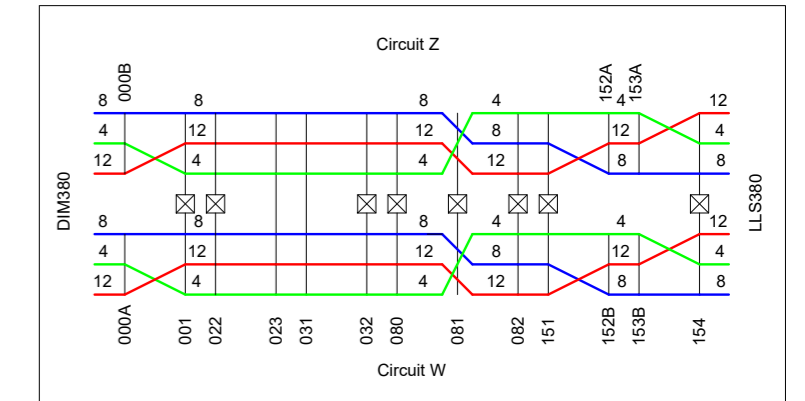 Circuit Z
000B
152A
153A
8 8 8 4 4 12
4 12 12 8 12 4
12 4 4 12 8 8
DIM380
LLS380
8 8 8 4 4 12
4 12 12 8 12 4
12 4 4 12 8 8
000A
001
022
023
031
032
080
081
082
151
152B
153B
154
Circuit W